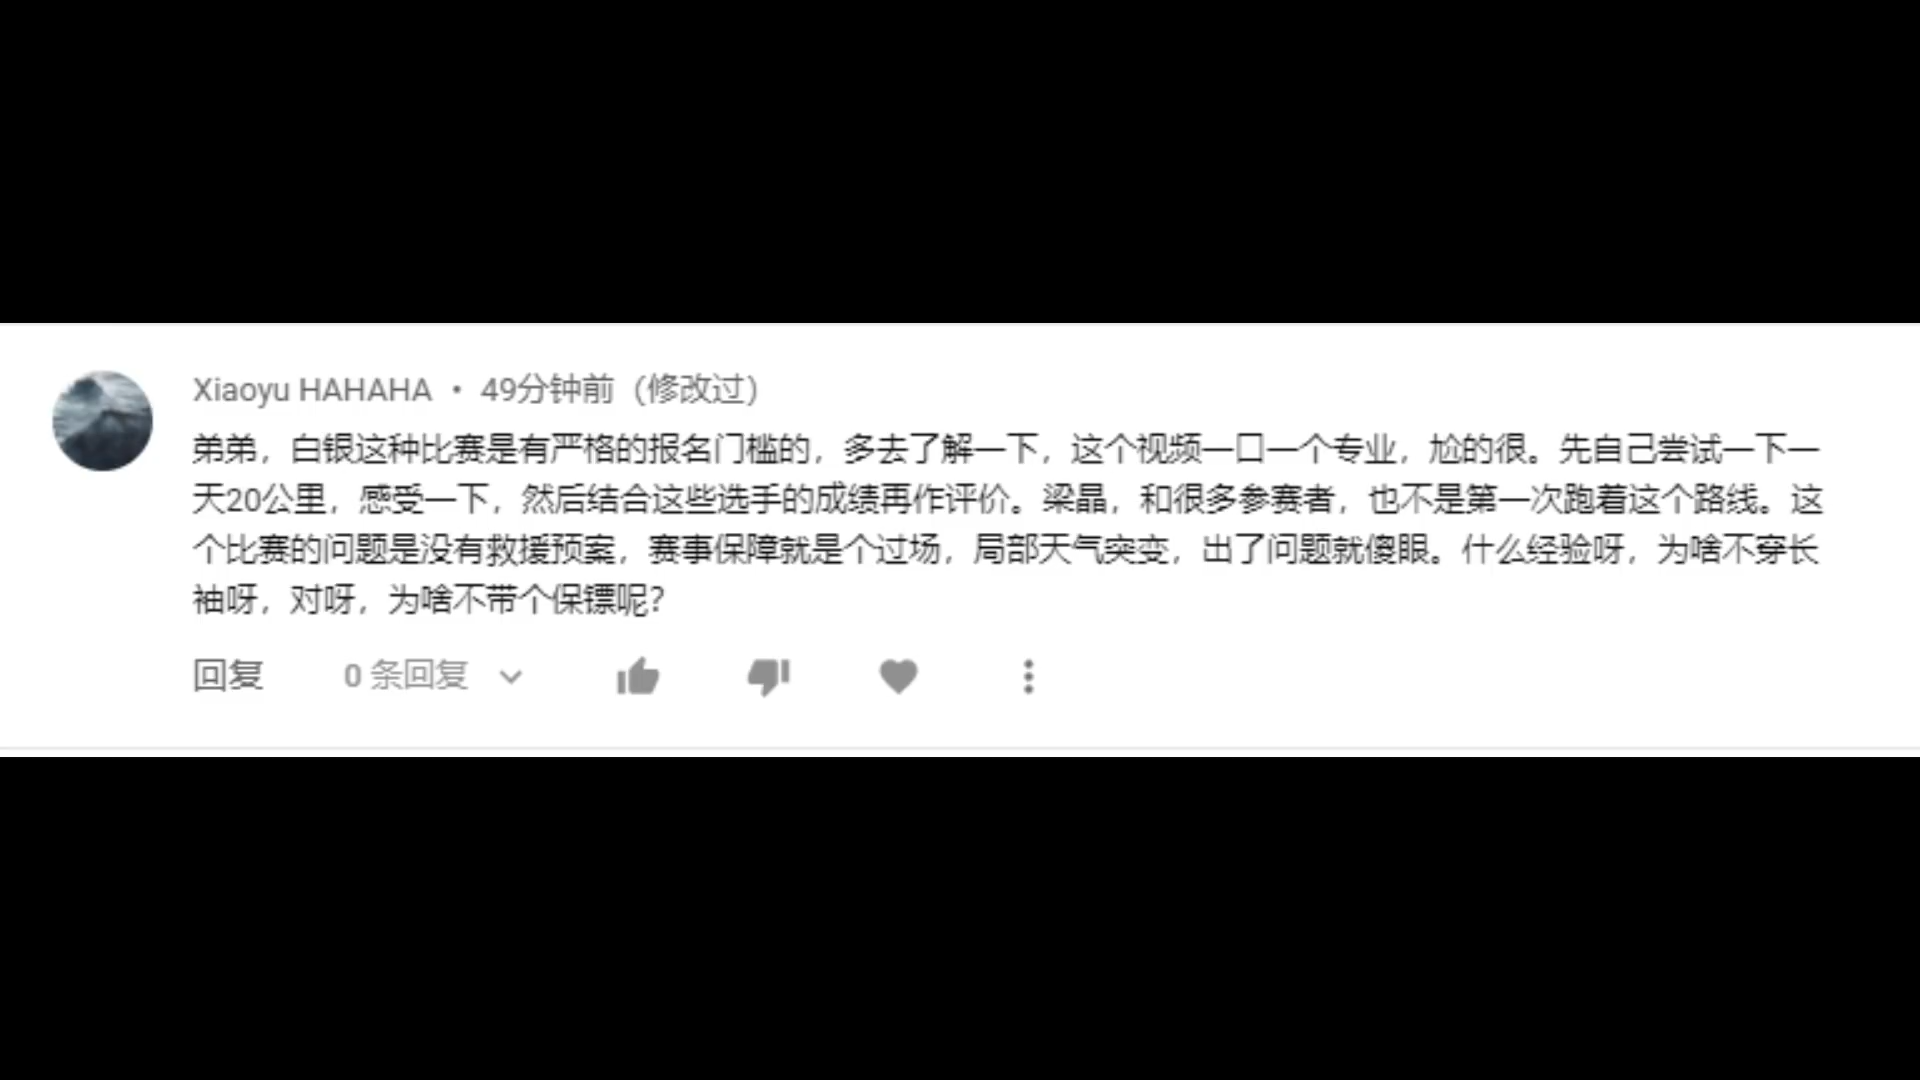 Xiaoyu HAHAHA • 49分钟前（修改过）
弟弟，白银这种比赛是有严格的报名门槛的，多去了解一下，这个视频一口一个专业，尬的很。先自己尝试一下一
天20公里，感受一下，然后结合这些选手的成绩再作评价。梁晶，和很多参赛者，也不是第一次跑着这个路线。这
个比赛的问题是没有救援预案，赛事保障就是个过场，局部天气突变，出了问题就傻眼。什么经验呀，为啥不穿长
袖呀，对呀，为啥不带个保镖呢？
回复 0 条回复